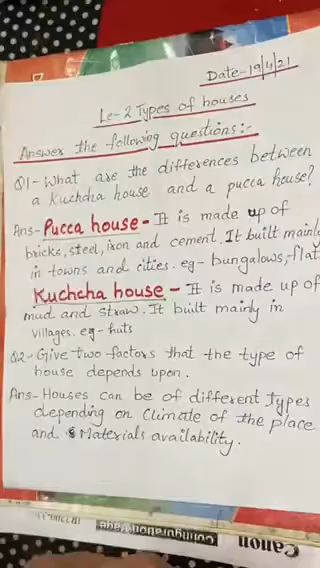 Date-19/4/21
Le-2 Types of houses
Answer the following questions:-
Q1-What are the differences between
a Kuchcha house and a pucca house?
Ans-Pucca house- It is made up of
bricks, steel, iron and cement. It built mainly
in towns and cities. eg- bungalows, flat
Kuchcha house - It is made up of
mud and straw. It built mainly in
villages. eg- huts
Q2-Give two factors that the type of
house depends upon.
Ans-Houses can be of different Types
depending on Climate of the place
and Materials availability.
Canon
Configuration Page